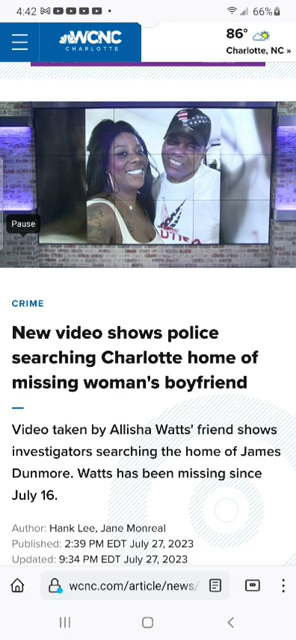 4:42
66%
WCNC
CHARLOTTE
86°
Charlotte, NC »
Pause
CRIME
New video shows police
searching Charlotte home of
missing woman's boyfriend
Video taken by Allisha Watts' friend shows
investigators searching the home of James
Dunmore. Watts has been missing since
July 16.
Author: Hank Lee, Jane Monreal
Published: 2:39 PM EDT July 27, 2023
Updated: 9:34 PM EDT July 27, 2023
wcnc.com/article/news/